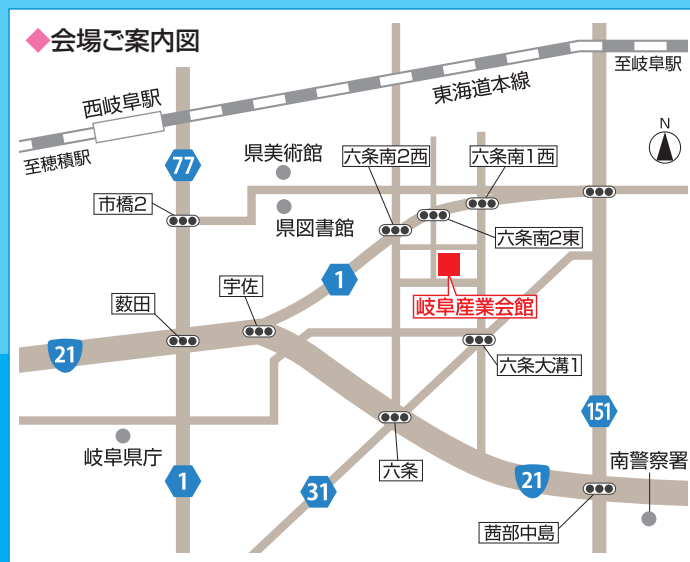 ◆会場ご案内図
至岐阜駅
東海道本線
西岐阜駅
至穂積駅
N
77
県美術館
六条南2西
六条南1西
市橋2
県図書館
六条南2東
1
宇佐
薮田
岐阜産業会館
21
六条大溝1
151
岐阜県庁
六条
南警察署
1
31
21
茜部中島